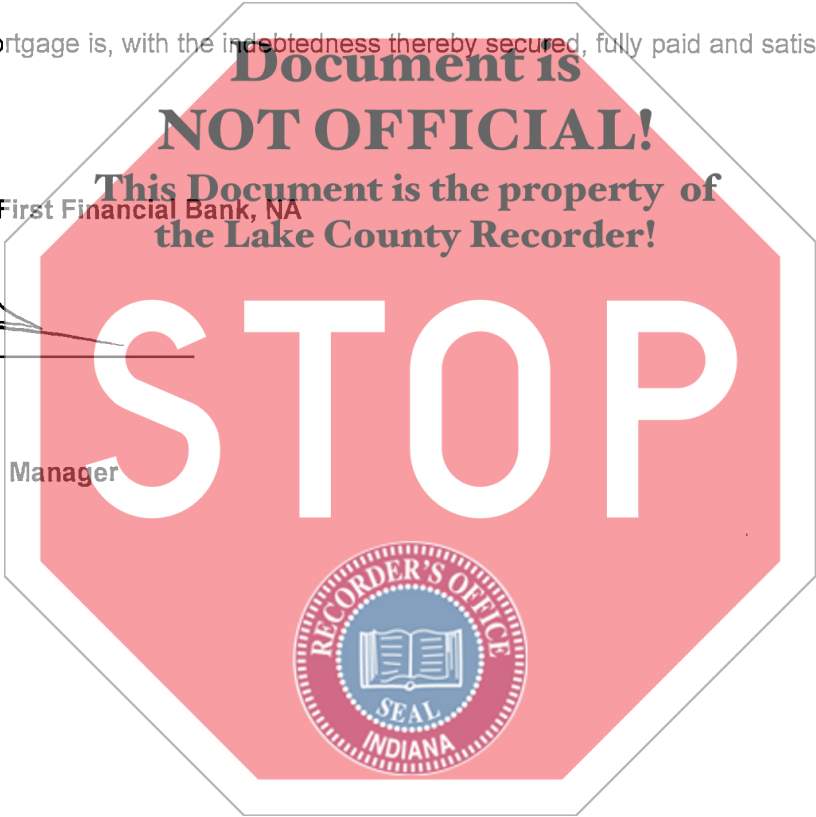 rtgage is, with the indebtedness thereby secured, fully paid and satis
Document is
NOT OFFICIAL!
This Document is the property of
First Financial Bank, NA
the Lake County Recorder!
STOP
Manager
RECORDER'S OFFICE
SEAL
INDIANA